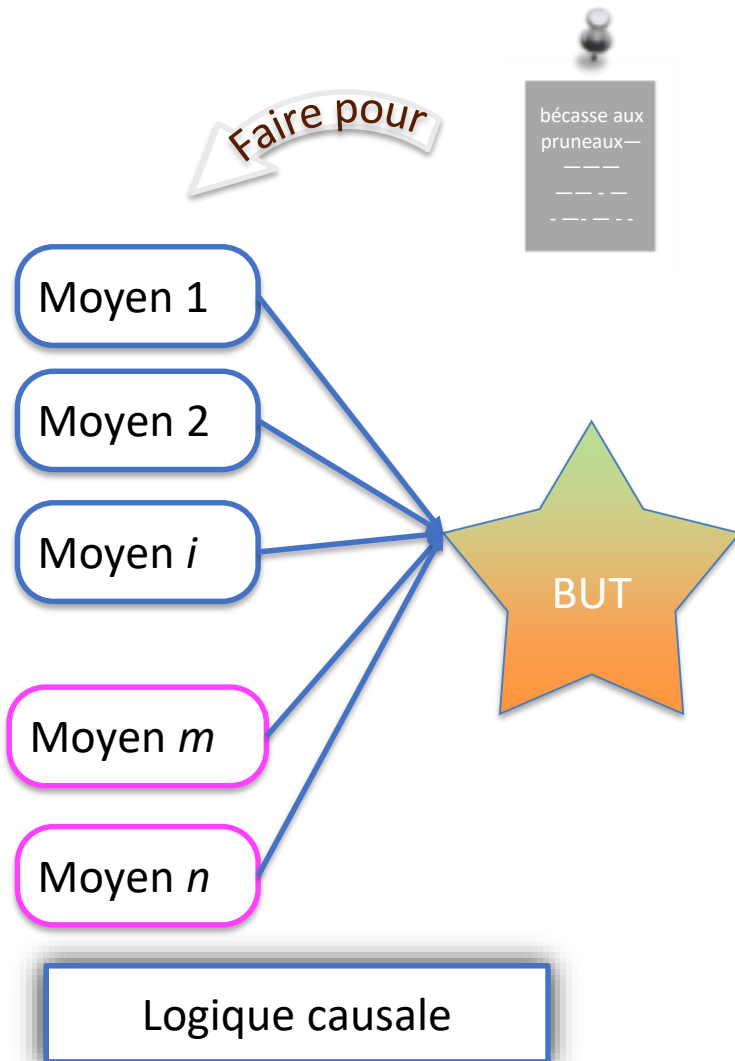 Faire pour
bécasse aux
pruneaux—
———
—— - —
- —- — - -
Moyen 1
Moyen 2
Moyen i
BUT
Moyen m
Moyen n
Logique causale